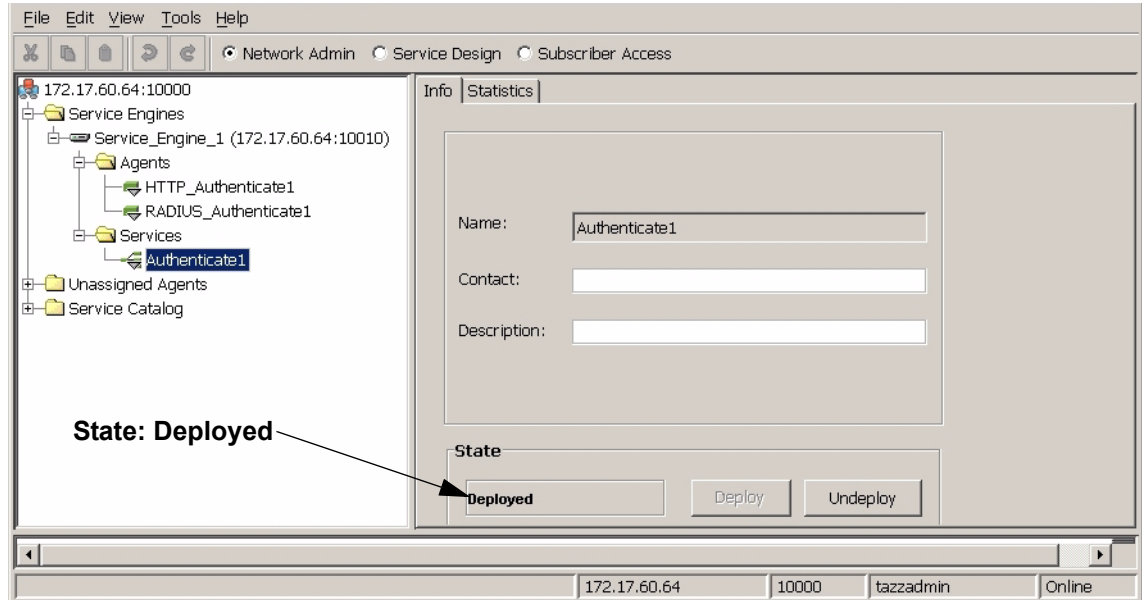 File Edit View Tools Help
Network Admin Service Design Subscriber Access
172.17.60.64:10000
Service Engines
Service_Engine_1 (172.17.60.64:10010)
Agents
HTTP_Authenticate1
RADIUS_Authenticate1
Services
Authenticate1
Unassigned Agents
Service Catalog
State: Deployed
Info Statistics
Name: Authenticate1
Contact:
Description:
State
Deployed Deploy Undeploy
172.17.60.64 10000 tazzadmin Online